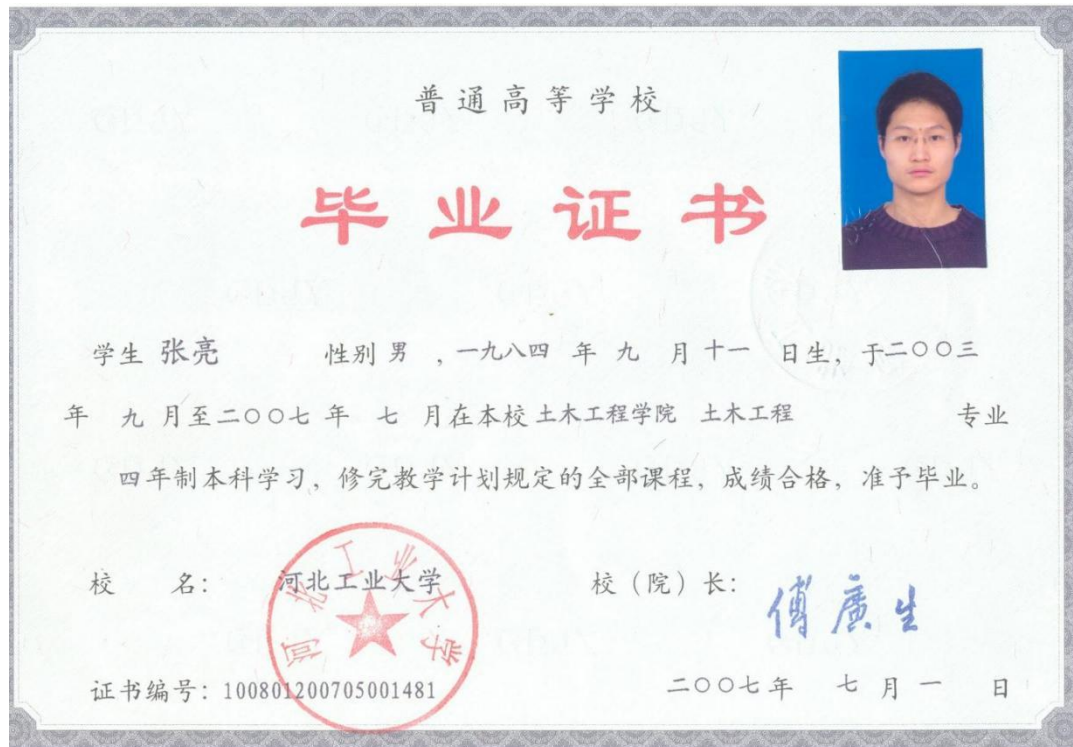 普通高等学校
毕业证书
学生 张亮 性别 男 ，一九八四 年 九 月 十一 日生，于二〇〇三
年 九 月至二〇〇七 年 七 月在本校 土木工程学院 土木工程 专业
四年制本科学习，修完教学计划规定的全部课程，成绩合格，准予毕业。
校 名： 河北工业大学 校（院）长：
傅廣生
河北工业大学
证书编号：100801200705001481 二〇〇七年 七 月 一 日